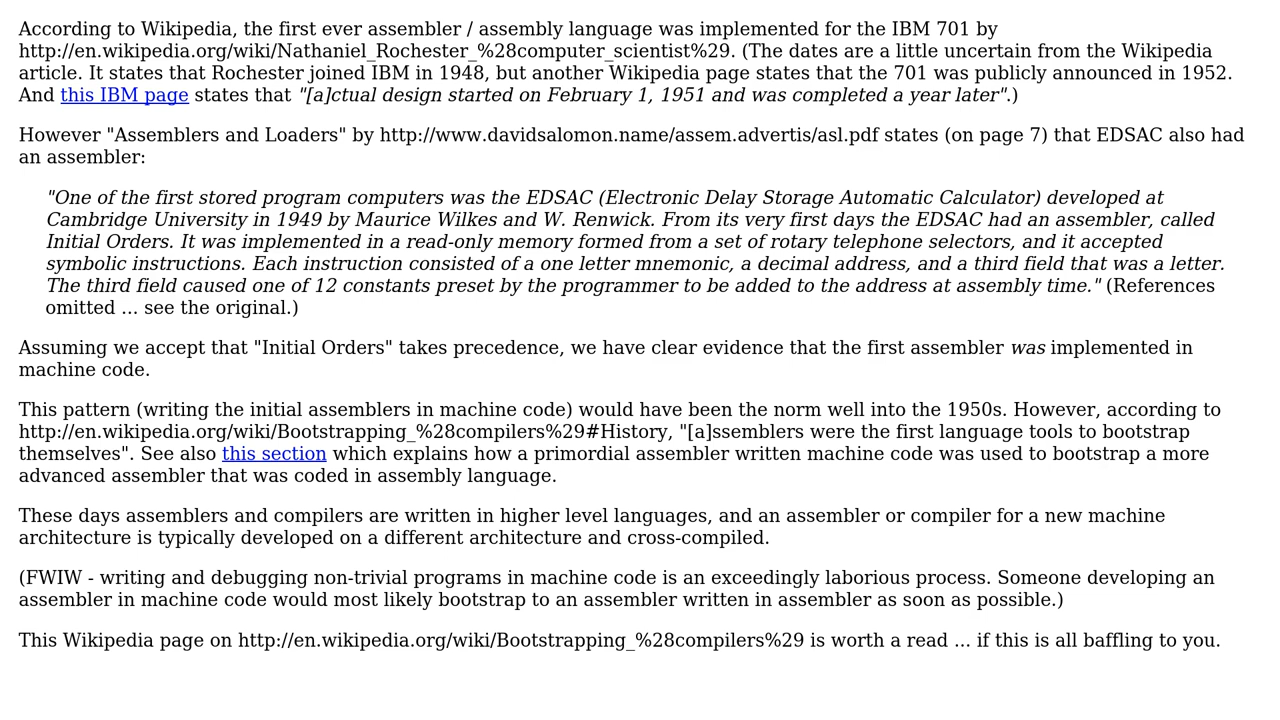 According to Wikipedia, the first ever assembler / assembly language was implemented for the IBM 701 by
http://en.wikipedia.org/wiki/Nathaniel_Rochester_%28computer_scientist%29. (The dates are a little uncertain from the Wikipedia
article. It states that Rochester joined IBM in 1948, but another Wikipedia page states that the 701 was publicly announced in 1952.
And this IBM page states that "[a]ctual design started on February 1, 1951 and was completed a year later".)
However "Assemblers and Loaders" by http://www.davidsalomon.name/assem.advertis/asl.pdf states (on page 7) that EDSAC also had
an assembler:
"One of the first stored program computers was the EDSAC (Electronic Delay Storage Automatic Calculator) developed at
Cambridge University in 1949 by Maurice Wilkes and W. Renwick. From its very first days the EDSAC had an assembler, called
Initial Orders. It was implemented in a read-only memory formed from a set of rotary telephone selectors, and it accepted
symbolic instructions. Each instruction consisted of a one letter mnemonic, a decimal address, and a third field that was a letter.
The third field caused one of 12 constants preset by the programmer to be added to the address at assembly time." (References
omitted ... see the original.)
Assuming we accept that "Initial Orders" takes precedence, we have clear evidence that the first assembler was implemented in
machine code.
This pattern (writing the initial assemblers in machine code) would have been the norm well into the 1950s. However, according to
http://en.wikipedia.org/wiki/Bootstrapping_%28compilers%29#History, "[a]ssemblers were the first language tools to bootstrap
themselves". See also this section which explains how a primordial assembler written machine code was used to bootstrap a more
advanced assembler that was coded in assembly language.
These days assemblers and compilers are written in higher level languages, and an assembler or compiler for a new machine
architecture is typically developed on a different architecture and cross-compiled.
(FWIW - writing and debugging non-trivial programs in machine code is an exceedingly laborious process. Someone developing an
assembler in machine code would most likely bootstrap to an assembler written in assembler as soon as possible.)
This Wikipedia page on http://en.wikipedia.org/wiki/Bootstrapping_%28compilers%29 is worth a read ... if this is all baffling to you.